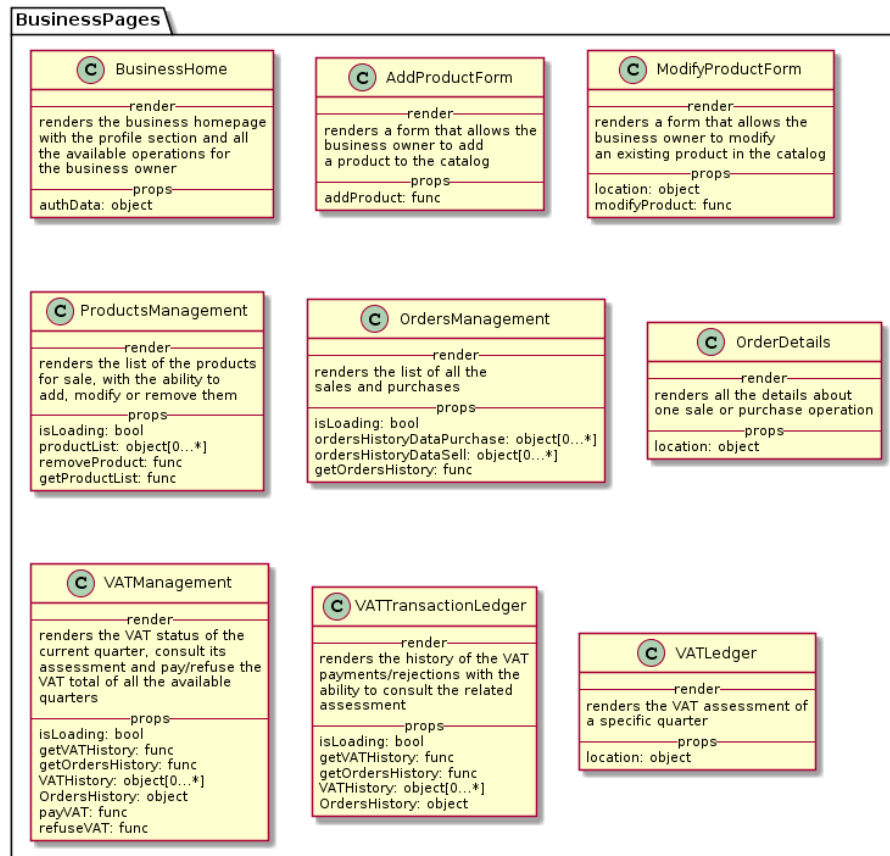 BusinessPages
C BusinessHome
render
renders the business homepage
with the profile section and all
the available operations for
the business owner
props
authData: object
C AddProductForm
render
renders a form that allows the
business owner to add
a product to the catalog
props
addProduct: func
C ModifyProductForm
render
renders a form that allows the
business owner to modify
an existing product in the catalog
props
location: object
modifyProduct: func
C ProductsManagement
render
renders the list of the products
for sale, with the ability to
add, modify or remove them
props
isLoading: bool
productList: object[0...*]
removeProduct: func
getProductList: func
C OrdersManagement
render
renders the list of all the
sales and purchases
props
isLoading: bool
ordersHistoryDataPurchase: object[0...*]
ordersHistoryDataSell: object[0...*]
getOrdersHistory: func
C OrderDetails
render
renders all the details about
one sale or purchase operation
props
location: object
C VATManagement
render
renders the VAT status of the
current quarter, consult its
assessment and pay/refuse the
VAT total of all the available
quarters
props
isLoading: bool
getVATHistory: func
getOrdersHistory: func
VATHistory: object[0...*]
OrdersHistory: object
payVAT: func
refuseVAT: func
C VATTransactionLedger
render
renders the history of the VAT
payments/rejections with the
ability to consult the related
assessment
props
isLoading: bool
getVATHistory: func
getOrdersHistory: func
VATHistory: object[0...*]
OrdersHistory: object
C VATLedger
render
renders the VAT assessment of
a specific quarter
props
location: object